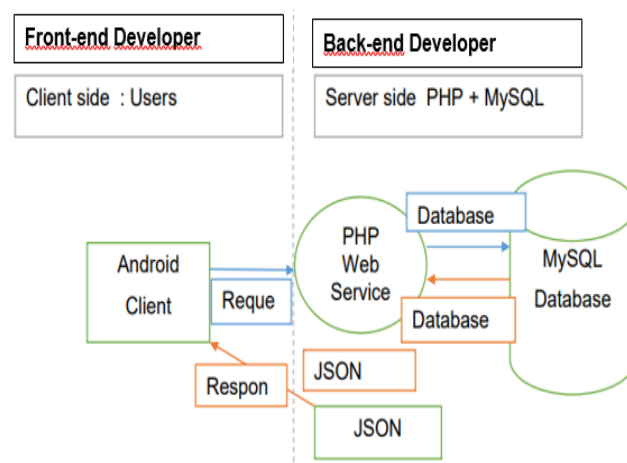 Front-end Developer
Back-end Developer
Client side : Users
Server side PHP + MySQL
Database
PHP
Web
Service
MySQL
Database
Android
Client
Reque
Database
JSON
Respon
JSON